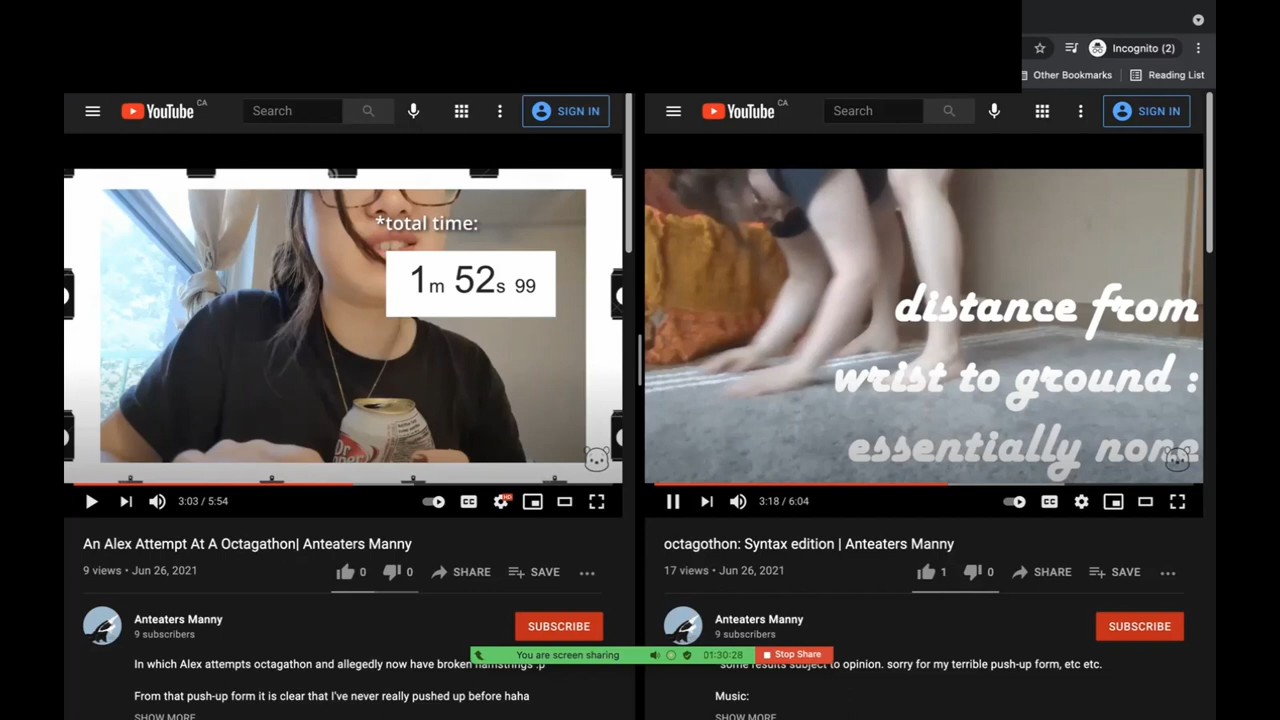 Incognito (2)
Other Bookmarks
Reading List
YouTube CA
Search
SIGN IN
*total time:
1m 52s 99
Dr
3:03 / 5:54
CC
HD
An Alex Attempt At A Octagathon| Anteaters Manny
9 views • Jun 26, 2021
0
0
SHARE
SAVE
Anteaters Manny
9 subscribers
SUBSCRIBE
In which Alex attempts octagathon and allegedly now have broken hamstrings :p
From that push-up form it is clear that I've never really pushed up before haha
SHOW MORE
YouTube CA
Search
SIGN IN
distance from
wrist to ground :
essentially none
3:18 / 6:04
CC
octagothon: Syntax edition | Anteaters Manny
17 views • Jun 26, 2021
1
0
SHARE
SAVE
Anteaters Manny
9 subscribers
SUBSCRIBE
some results subject to opinion. sorry for my terrible push-up form, etc etc.
Music:
SHOW MORE
You are screen sharing
01:30:28
Stop Share